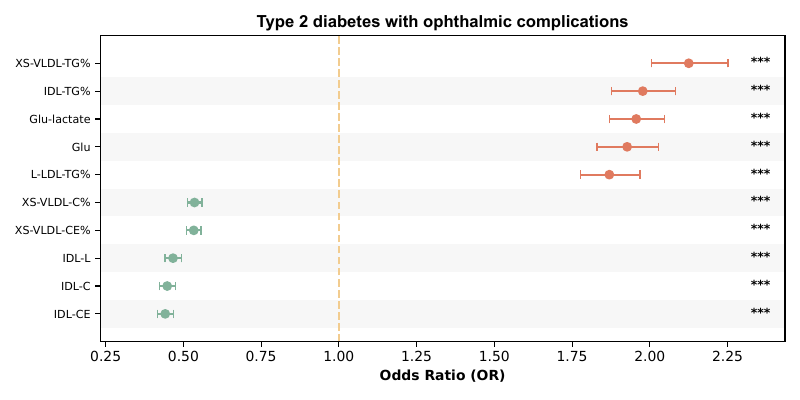 Type 2 diabetes with ophthalmic complications
XS-VLDL-TG% ***
IDL-TG% ***
Glu-lactate ***
Glu ***
L-LDL-TG% ***
XS-VLDL-C% ***
XS-VLDL-CE% ***
IDL-L ***
IDL-C ***
IDL-CE ***
0.25 0.50 0.75 1.00 1.25 1.50 1.75 2.00 2.25
Odds Ratio (OR)